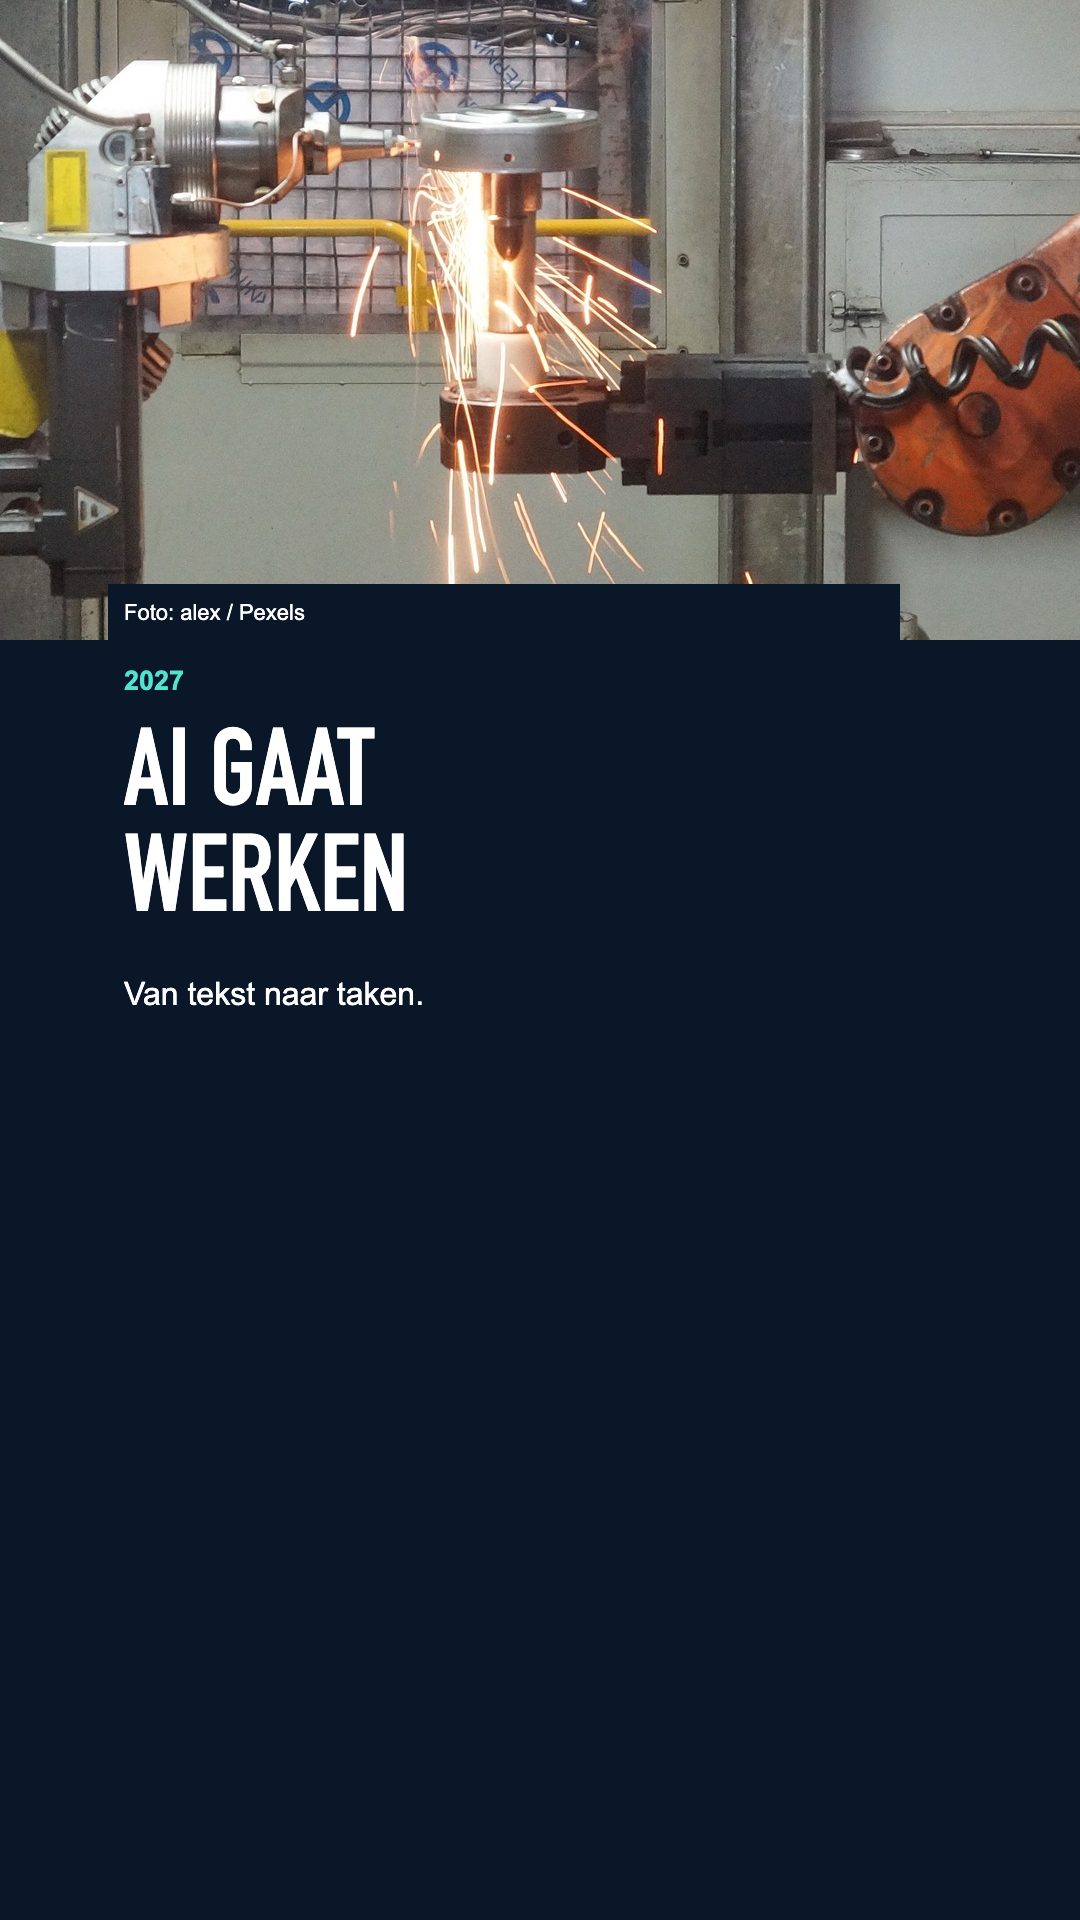 Foto: alex / Pexels
2027
AI GAAT
WERKEN
Van tekst naar taken.